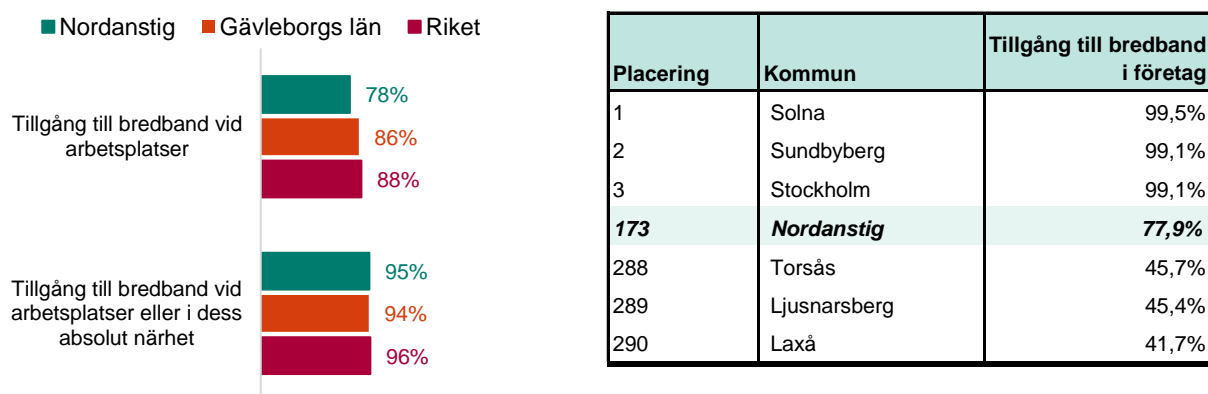 Nordanstig Gävleborgs län Riket
Tillgång till bredband vid
arbetsplatser
78%
86%
88%
Tillgång till bredband vid
arbetsplatser eller i dess
absolut närhet
95%
94%
96%
Placering Kommun Tillgång till bredband
i företag
1 Solna 99,5%
2 Sundbyberg 99,1%
3 Stockholm 99,1%
173 Nordanstig 77,9%
288 Torsås 45,7%
289 Ljusnarsberg 45,4%
290 Laxå 41,7%